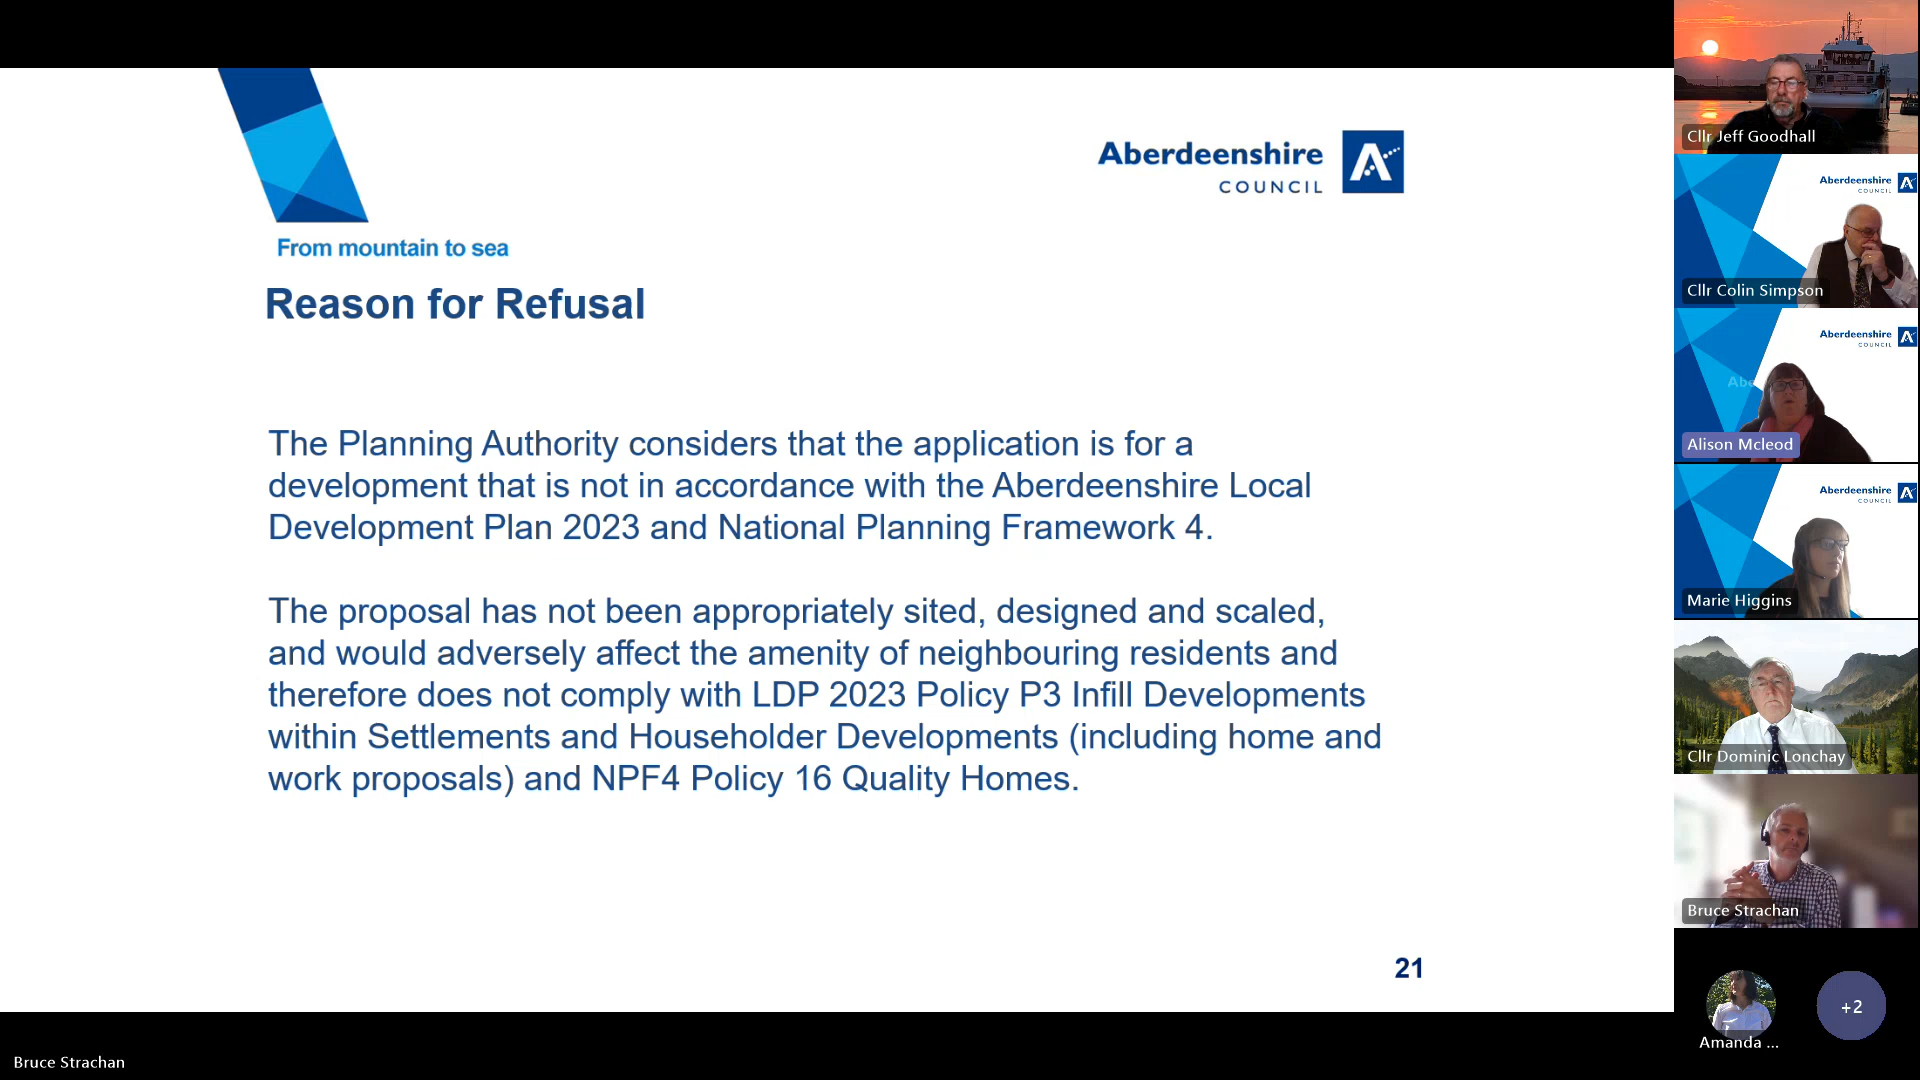 Aberdeenshire
COUNCIL
From mountain to sea
Reason for Refusal
The Planning Authority considers that the application is for a
development that is not in accordance with the Aberdeenshire Local
Development Plan 2023 and National Planning Framework 4.
The proposal has not been appropriately sited, designed and scaled,
and would adversely affect the amenity of neighbouring residents and
therefore does not comply with LDP 2023 Policy P3 Infill Developments
within Settlements and Householder Developments (including home and
work proposals) and NPF4 Policy 16 Quality Homes.
21
Bruce Strachan
Cllr Jeff Goodhall
Aberdeenshire
COUNCIL
Cllr Colin Simpson
Aberdeenshire
COUNCIL
Abe
Alison Mcleod
Aberdeenshire
COUNCIL
Marie Higgins
Cllr Dominic Lonchay
Bruce Strachan
Amanda ...
+2